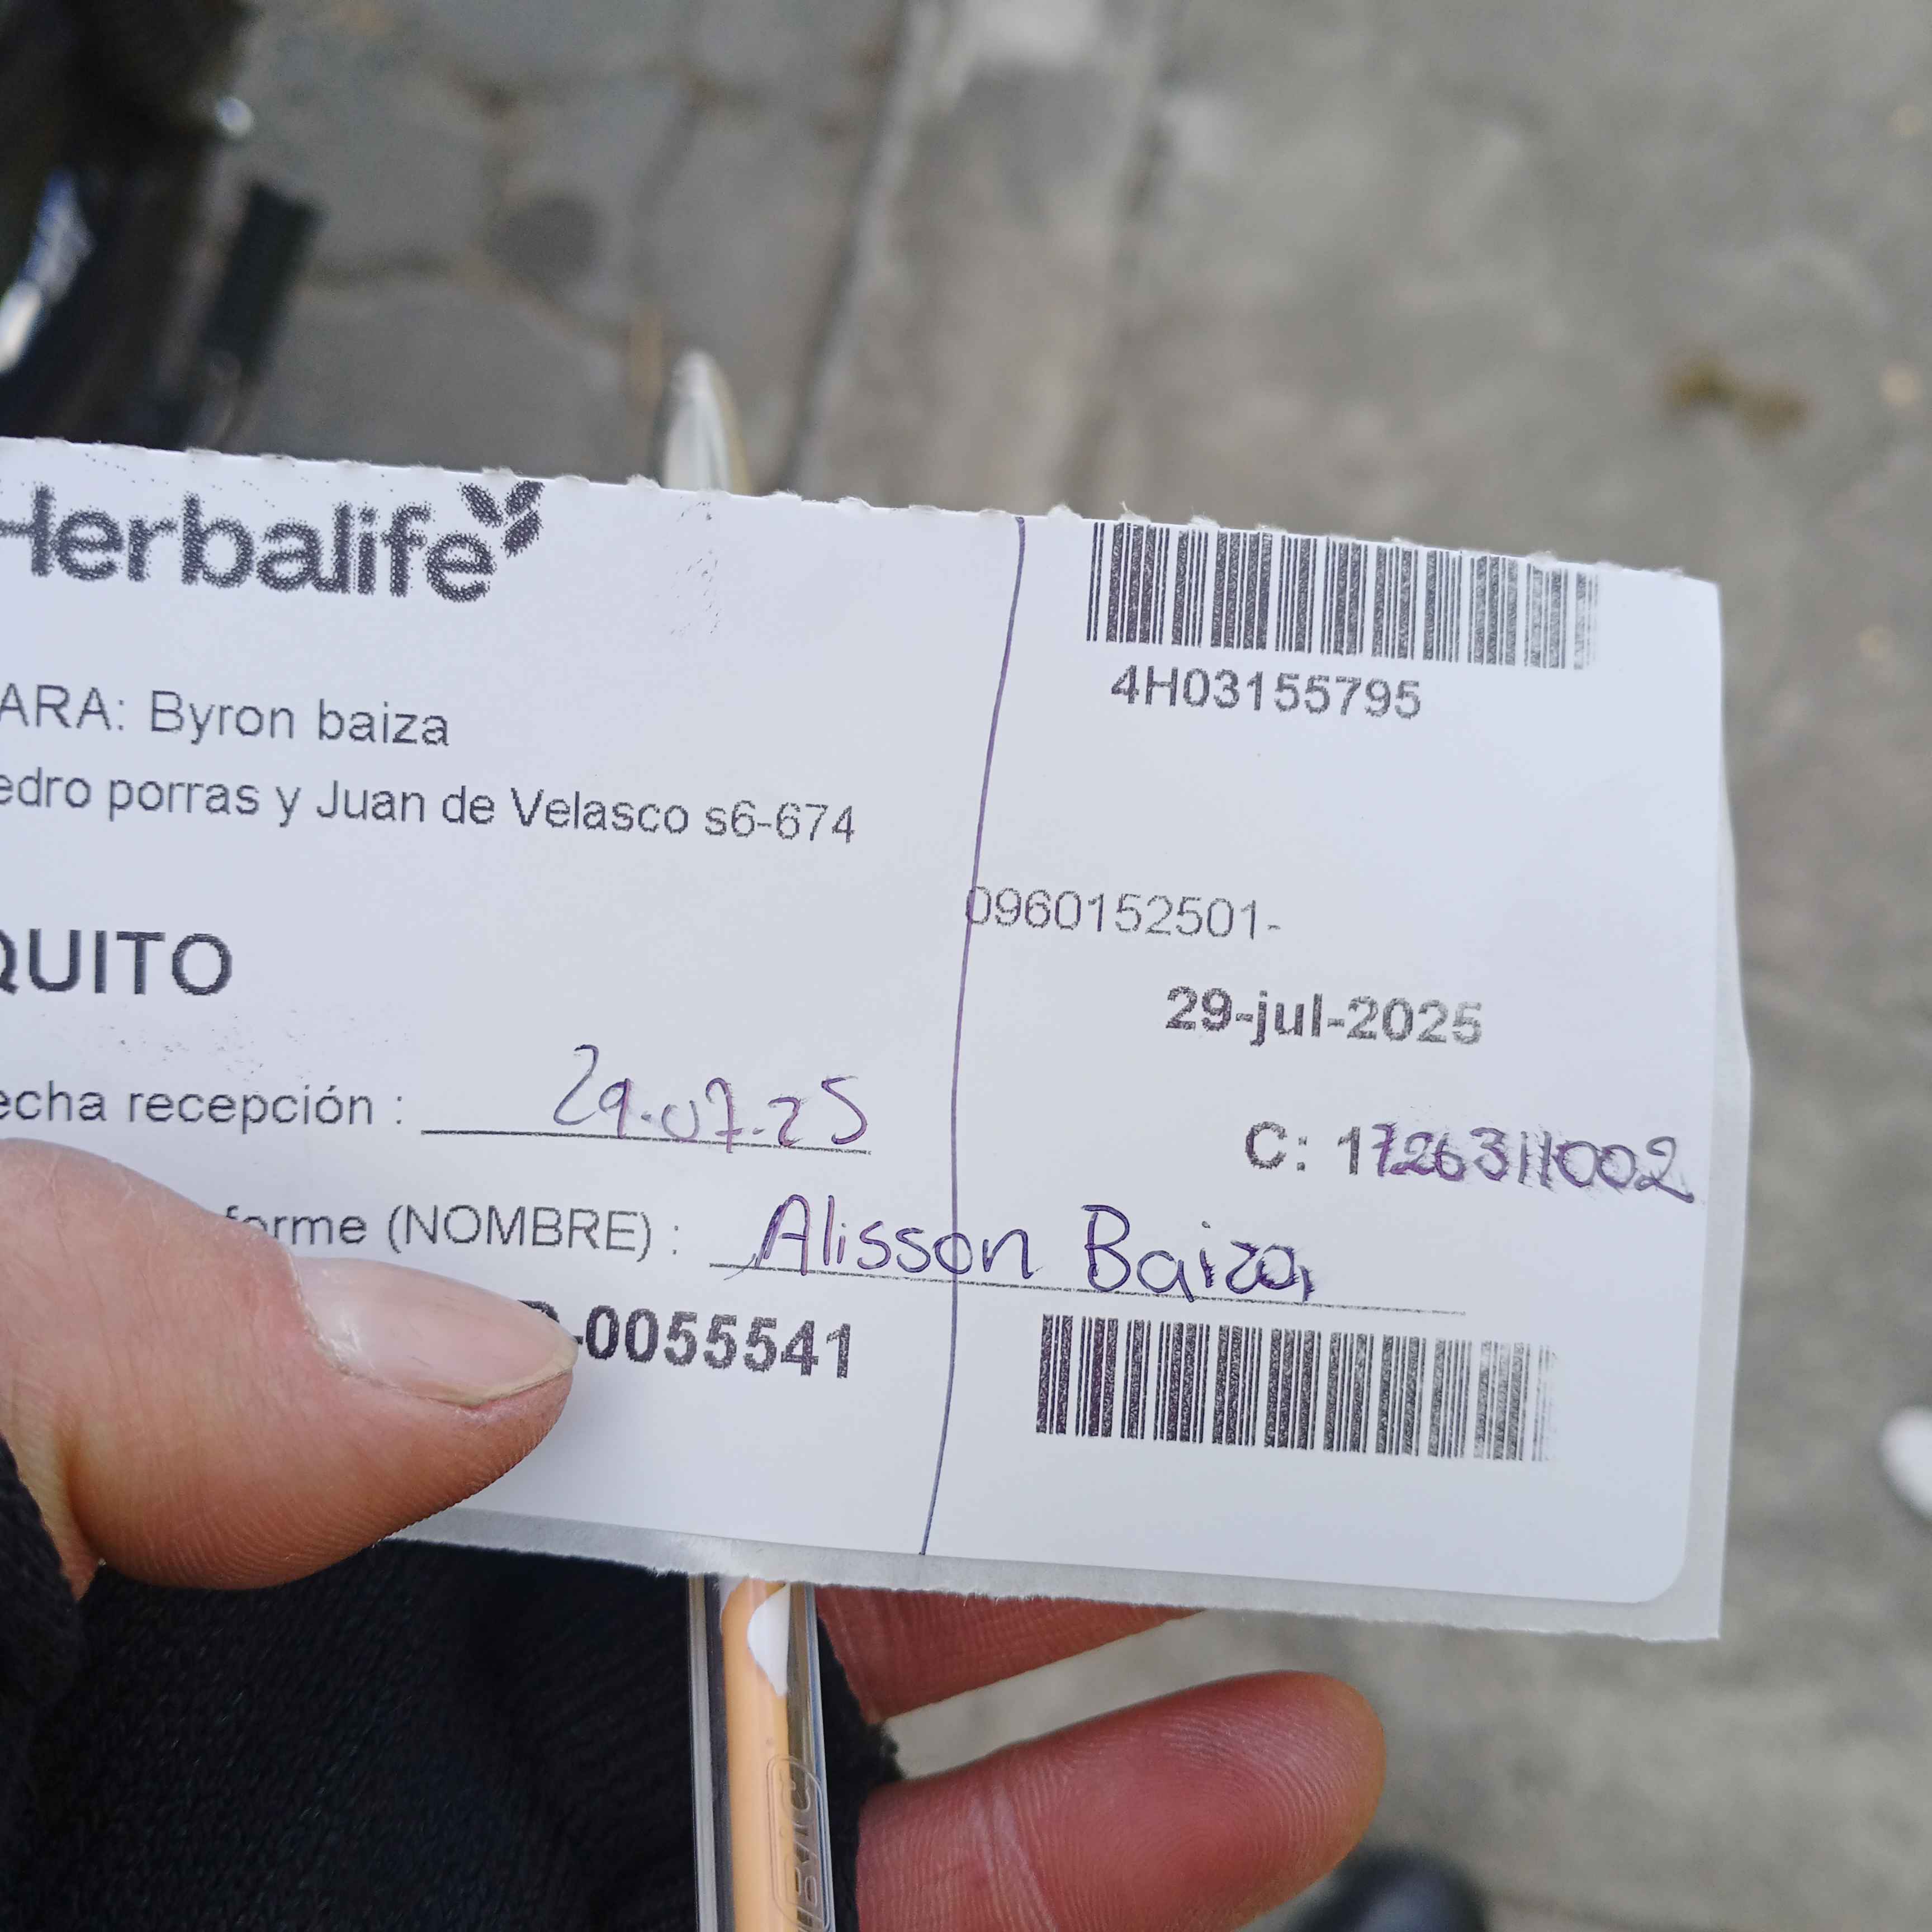 Herbalife
4H03155795
ARA: Byron baiza
edro porras y Juan de Velasco s6-674
0960152501-
QUITO
29-jul-2025
echa recepción : 29.07.25
C: 1726311002
forme (NOMBRE) : Alisson Baiza
-0055541
BIC